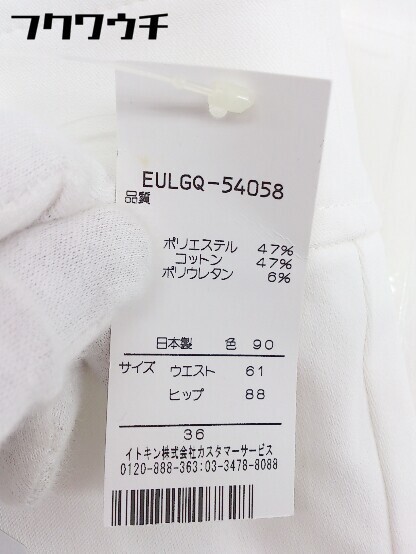 フクワウチ
EULGQ-54058
品質
ポリエステル 47%
コットン 47%
ポリウレタン 6%
日本製 色 90
サイズ ウエスト 61
ヒップ 88
36
イトキン株式会社カスタマーサービス
0120-888-363:03-3478-8088